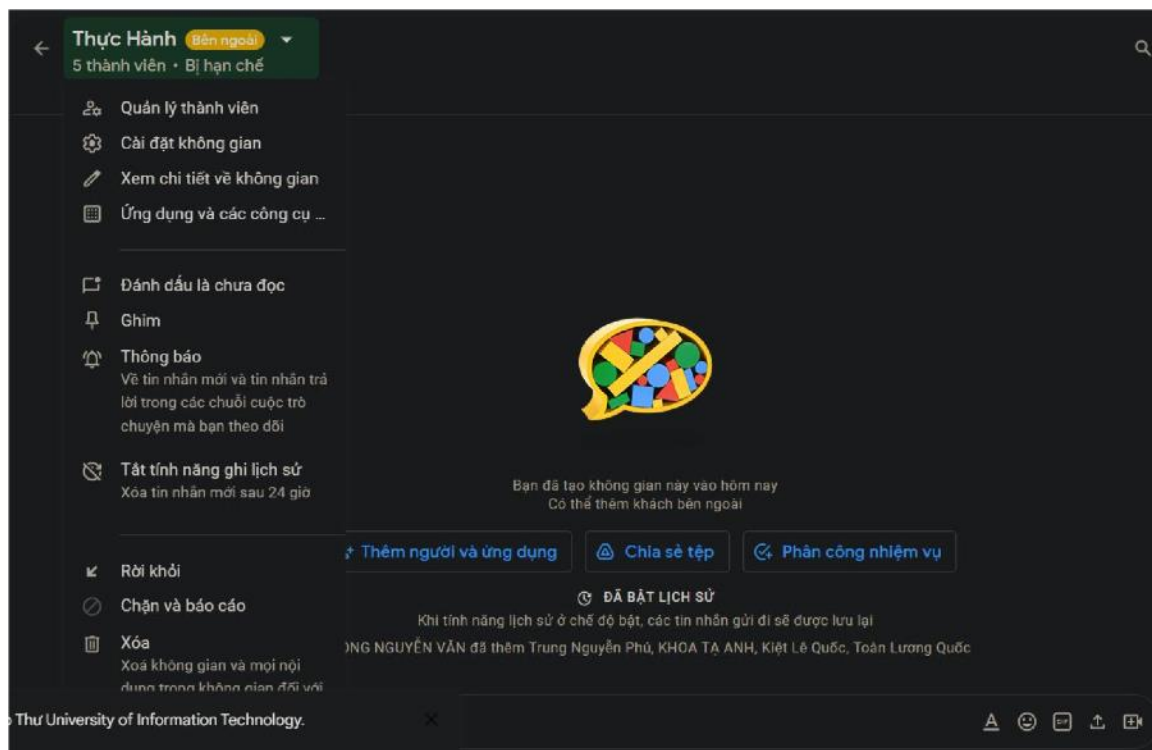 Thực Hành Bên ngoài
5 thành viên • Bị hạn chế
Quản lý thành viên
Cài đặt không gian
Xem chi tiết về không gian
Ứng dụng và các công cụ ...
Đánh dấu là chưa đọc
Ghim
Thông báo
Về tin nhắn mới và tin nhắn trả
lời trong các chuỗi cuộc trò
chuyện mà bạn theo dõi
Tắt tính năng ghi lịch sử
Xóa tin nhắn mới sau 24 giờ
Rời khỏi
Chặn và báo cáo
Xóa
Xoá không gian và mọi nội
dung trong không gian đối với
Bạn đã tạo không gian này vào hôm nay
Có thể thêm khách bên ngoài
Thêm người và ứng dụng
Chia sẻ tệp
Phân công nhiệm vụ
ĐÃ BẬT LỊCH SỬ
Khi tính năng lịch sử ở chế độ bật, các tin nhắn gửi đi sẽ được lưu lại
NGUYỄN VĂN đã thêm Trung Nguyễn Phú, KHOA TẠ ANH, Kiệt Lê Quốc, Toàn Lương Quốc
Thư University of Information Technology.
GIF